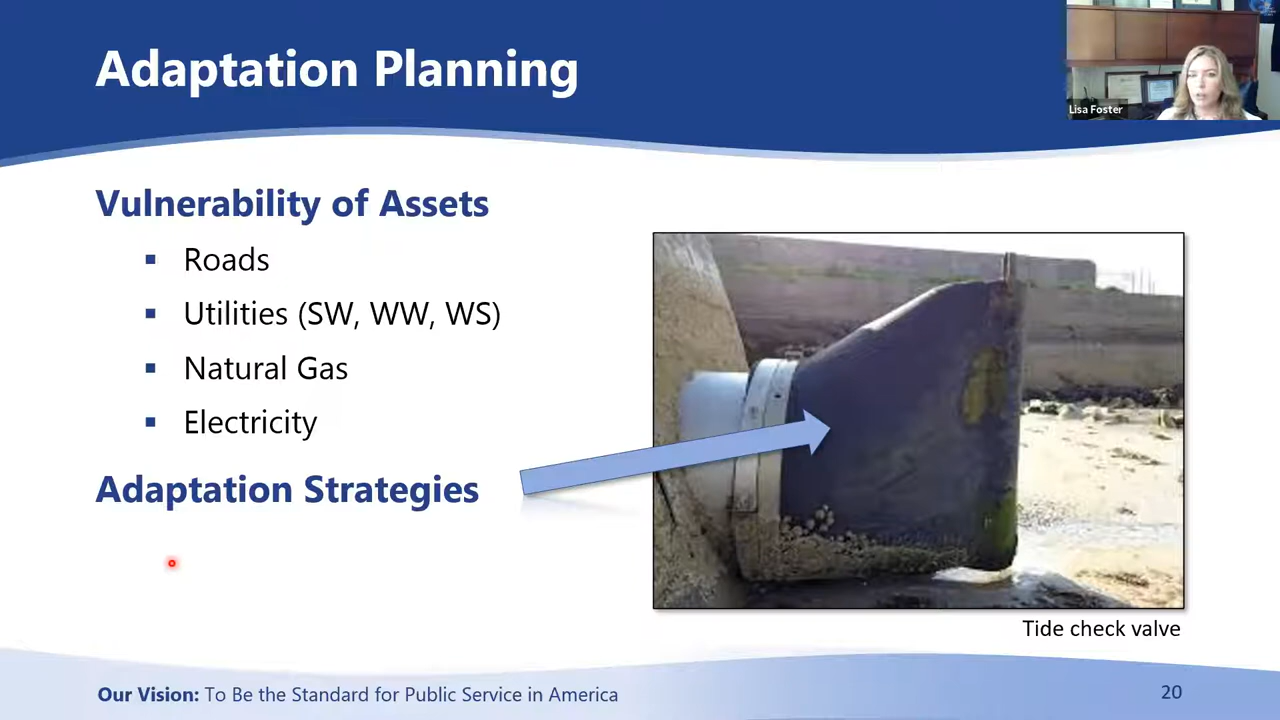 Adaptation Planning
Lisa Foster
Vulnerability of Assets
Roads
Utilities (SW, WW, WS)
Natural Gas
Electricity
Adaptation Strategies
Tide check valve
Our Vision: To Be the Standard for Public Service in America
20